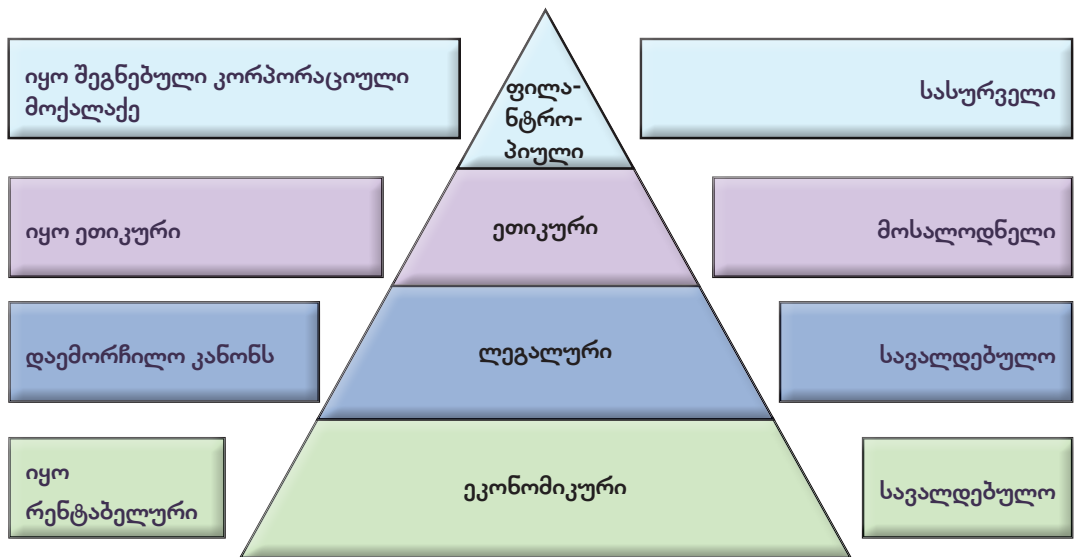 იყო შეგნებული კორპორაციული
მოქალაქე
ფილა-
ნტრო-
პიული
სასურველი
იყო ეთიკური
ეთიკური
მოსალოდნელი
დაემორჩილო კანონს
ლეგალური
სავალდებულო
იყო
რენტაბელური
ეკონომიკური
სავალდებულო